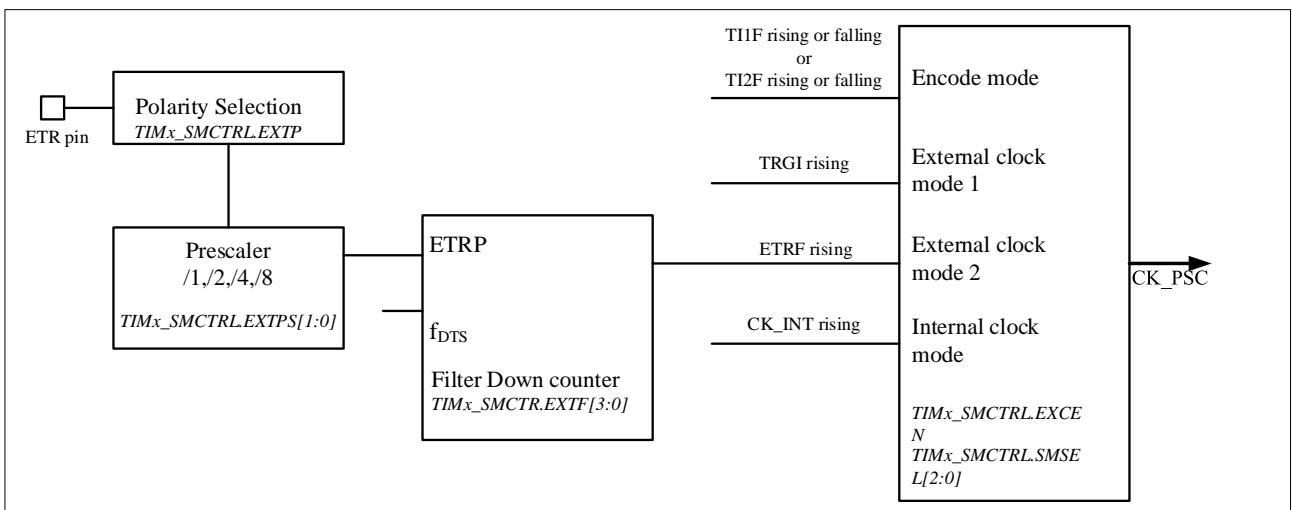 ETR pin
Polarity Selection
TIMx_SMCTRL.EXTP
Prescaler
/1,/2,/4,/8
TIMx_SMCTRL.EXTPS[1:0]
ETRP
fDTS
Filter Down counter
TIMx_SMCTR.EXTF[3:0]
TI1F rising or falling
or
TI2F rising or falling
TRGI rising
ETRF rising
CK_INT rising
Encode mode
External clock
mode 1
External clock
mode 2
Internal clock
mode
TIMx_SMCTRL.EXCE
N
TIMx_SMCTRL.SMSE
L[2:0]
CK_PSC